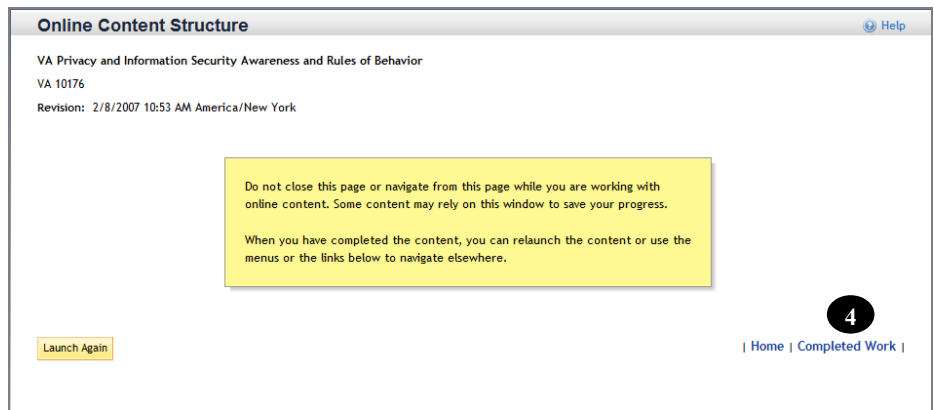 Online Content Structure
Help
VA Privacy and Information Security Awareness and Rules of Behavior
VA 10176
Revision: 2/8/2007 10:53 AM America/New York
Do not close this page or navigate from this page while you are working with
online content. Some content may rely on this window to save your progress.
When you have completed the content, you can relaunch the content or use the
menus or the links below to navigate elsewhere.
4
Launch Again
| Home | Completed Work |